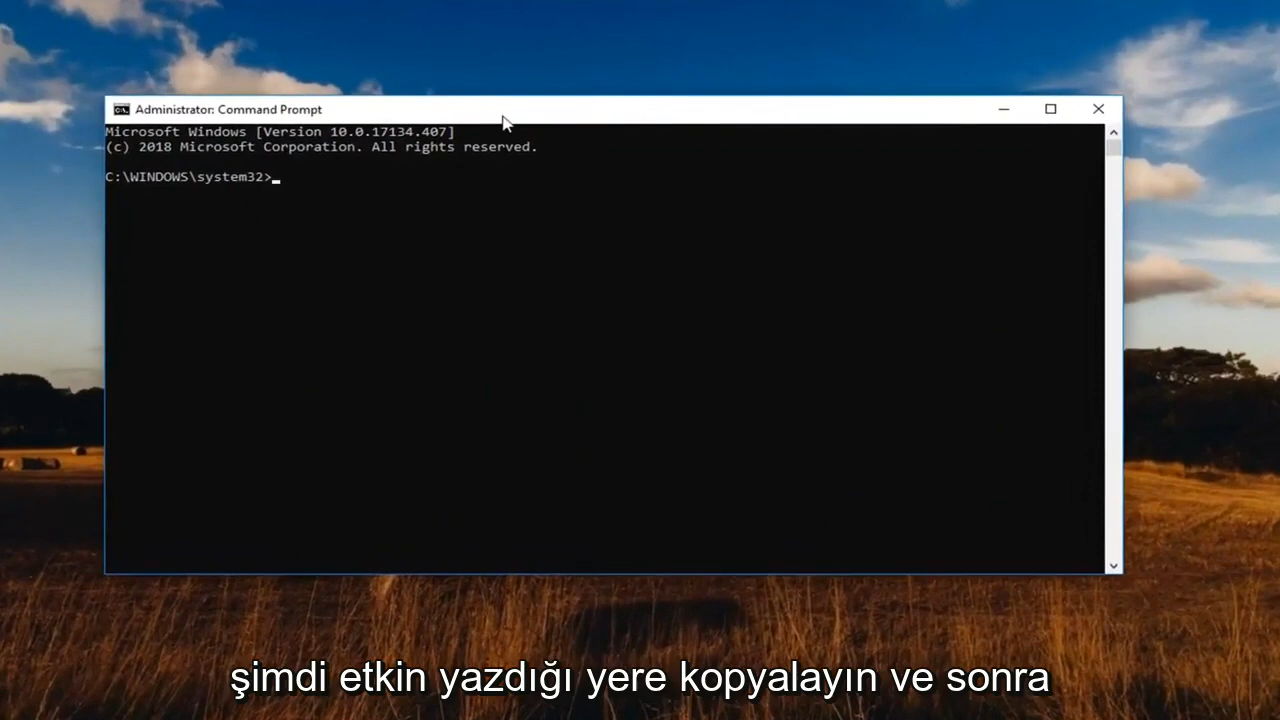 Administrator: Command Prompt
Microsoft Windows [Version 10.0.17134.407]
(c) 2018 Microsoft Corporation. All rights reserved.
C:\WINDOWS\system32>
şimdi etkin yazdığı yere kopyalayın ve sonra